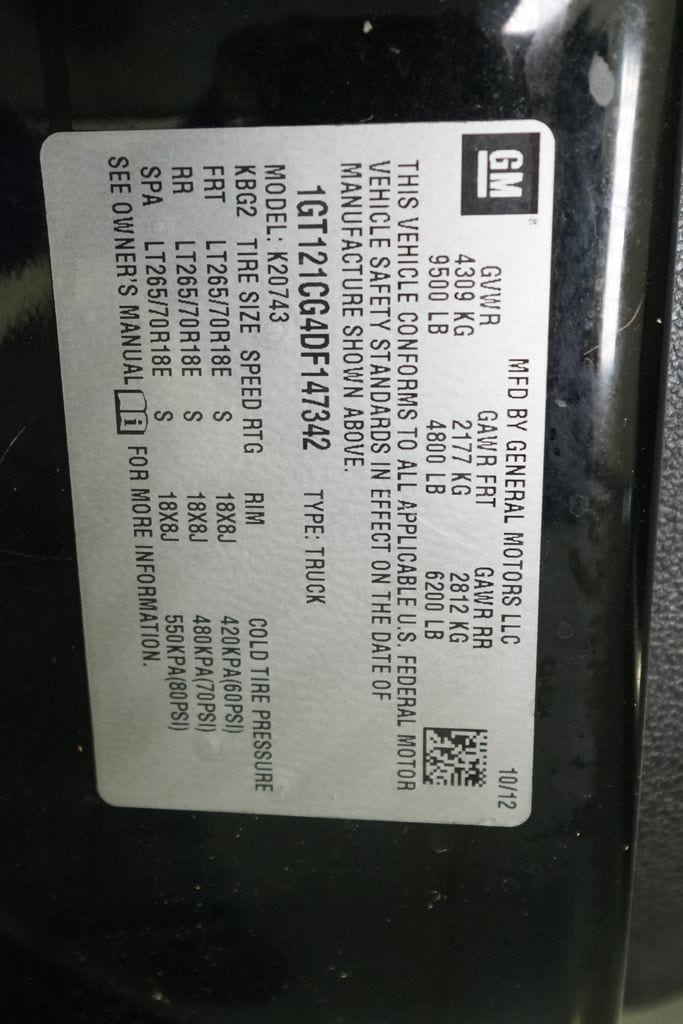 GM
MFD BY GENERAL MOTORS LLC 10/12
GVWR GAWR FRT GAWR RR
4309 KG 2177 KG 2812 KG
9500 LB 4800 LB 6200 LB
THIS VEHICLE CONFORMS TO ALL APPLICABLE U.S. FEDERAL MOTOR
VEHICLE SAFETY STANDARDS IN EFFECT ON THE DATE OF
MANUFACTURE SHOWN ABOVE.
1GT121CG4DF147342 TYPE: TRUCK
MODEL: K20743
KBG2 TIRE SIZE SPEED RTG RIM COLD TIRE PRESSURE
FRT LT265/70R18E S 18X8J 420KPA(60PSI)
RR LT265/70R18E S 18X8J 480KPA(70PSI)
SPA LT265/70R18E S 18X8J 550KPA(80PSI)
SEE OWNER'S MANUAL i FOR MORE INFORMATION.